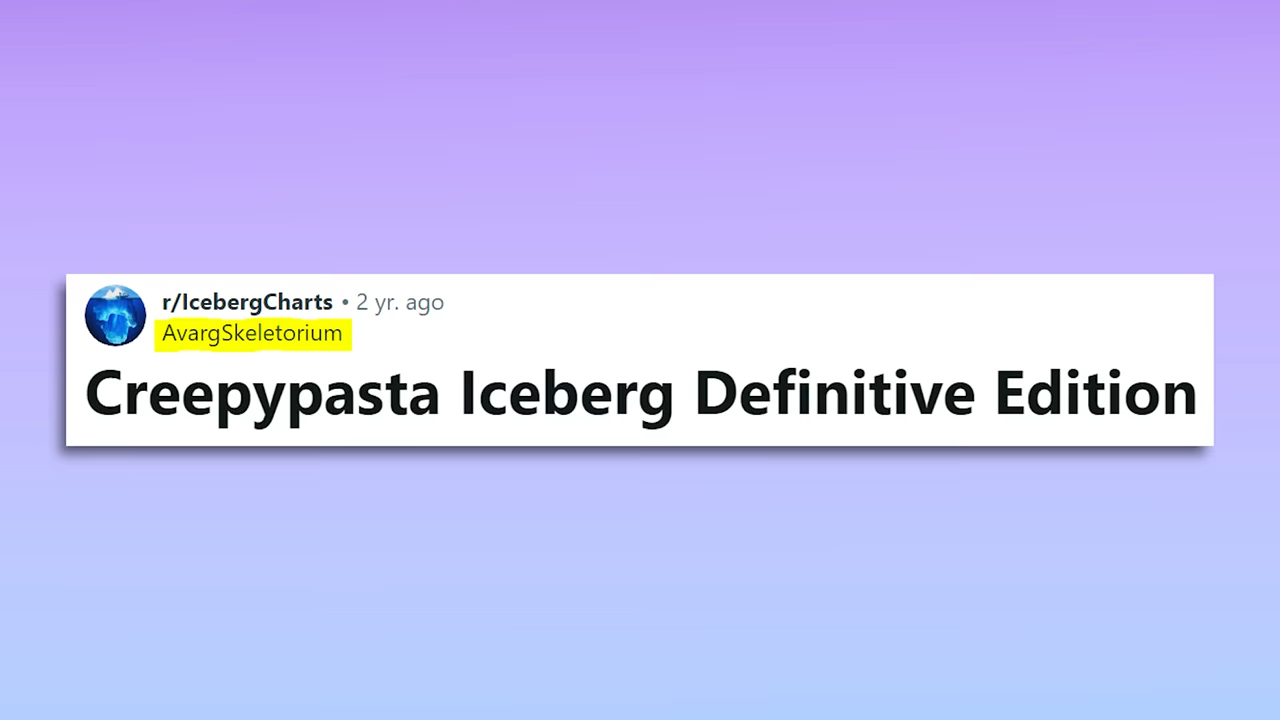 r/IcebergCharts • 2 yr. ago
AvargSkeletorium
Creepypasta Iceberg Definitive Edition